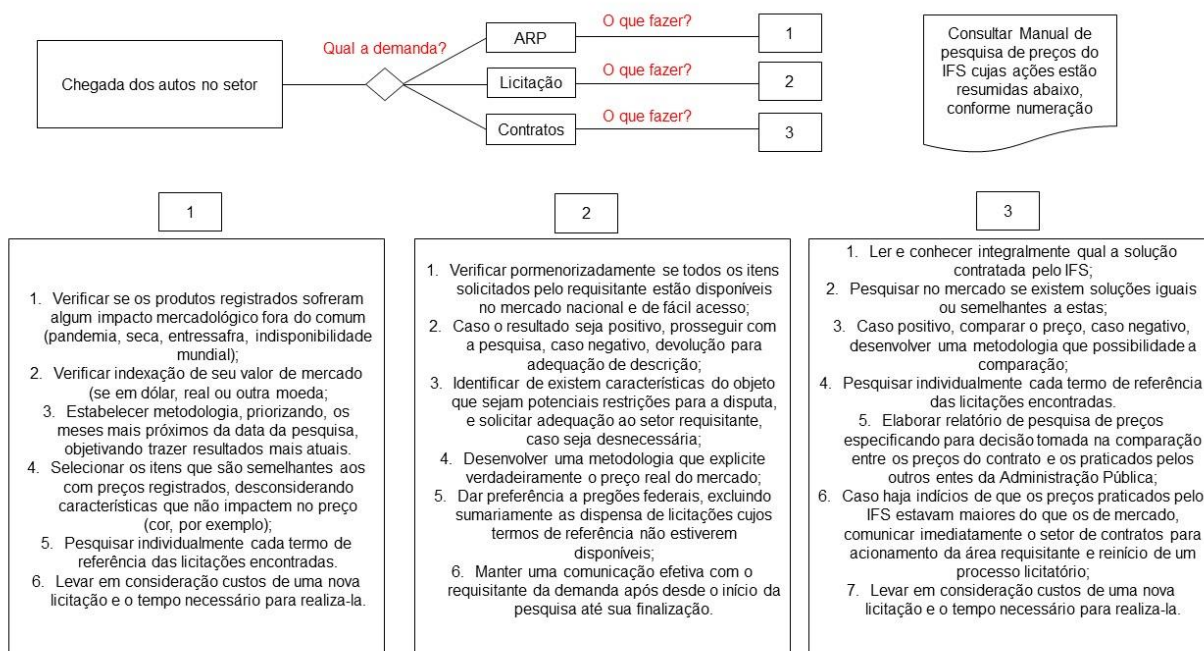 Chegada dos autos no setor
Qual a demanda?
ARP
Licitação
Contratos
O que fazer?
O que fazer?
O que fazer?
1
2
3
Consultar Manual de
pesquisa de preços do
IFS cujas ações estão
resumidas abaixo,
conforme numeração
1
1. Verificar se os produtos registrados sofreram
algum impacto mercadológico fora do comum
(pandemia, seca, entressafra, indisponibilidade
mundial);
2. Verificar indexação de seu valor de mercado
(se em dólar, real ou outra moeda;
3. Estabelecer metodologia, priorizando, os
meses mais próximos da data da pesquisa,
objetivando trazer resultados mais atuais.
4. Selecionar os itens que são semelhantes aos
com preços registrados, desconsiderando
características que não impactem no preço
(cor, por exemplo);
5. Pesquisar individualmente cada termo de
referência das licitações encontradas.
6. Levar em consideração custos de uma nova
licitação e o tempo necessário para realiza-la.
2
1. Verificar pormenorizadamente se todos os itens
solicitados pelo requisitante estão disponíveis
no mercado nacional e de fácil acesso;
2. Caso o resultado seja positivo, prosseguir com
a pesquisa, caso negativo, devolução para
adequação de descrição;
3. Identificar de existem características do objeto
que sejam potenciais restrições para a disputa,
e solicitar adequação ao setor requisitante,
caso seja desnecessária;
4. Desenvolver uma metodologia que explicite
verdadeiramente o preço real do mercado;
5. Dar preferência a pregões federais, excluindo
sumariamente as dispensa de licitações cujos
termos de referência não estiverem
disponíveis;
6. Manter uma comunicação efetiva com o
requisitante da demanda após desde o início da
pesquisa até sua finalização.
3
1. Ler e conhecer integralmente qual a solução
contratada pelo IFS;
2. Pesquisar no mercado se existem soluções iguais
ou semelhantes a estas;
3. Caso positivo, comparar o preço, caso negativo,
desenvolver uma metodologia que possibilidade a
comparação;
4. Pesquisar individualmente cada termo de referência
das licitações encontradas.
5. Elaborar relatório de pesquisa de preços
especificando para decisão tomada na comparação
entre os preços do contrato e os praticados pelos
outros entes da Administração Pública;
6. Caso haja indícios de que os preços praticados pelo
IFS estavam maiores do que os de mercado,
comunicar imediatamente o setor de contratos para
acionamento da área requisitante e reinício de um
processo licitatório;
7. Levar em consideração custos de uma nova
licitação e o tempo necessário para realiza-la.